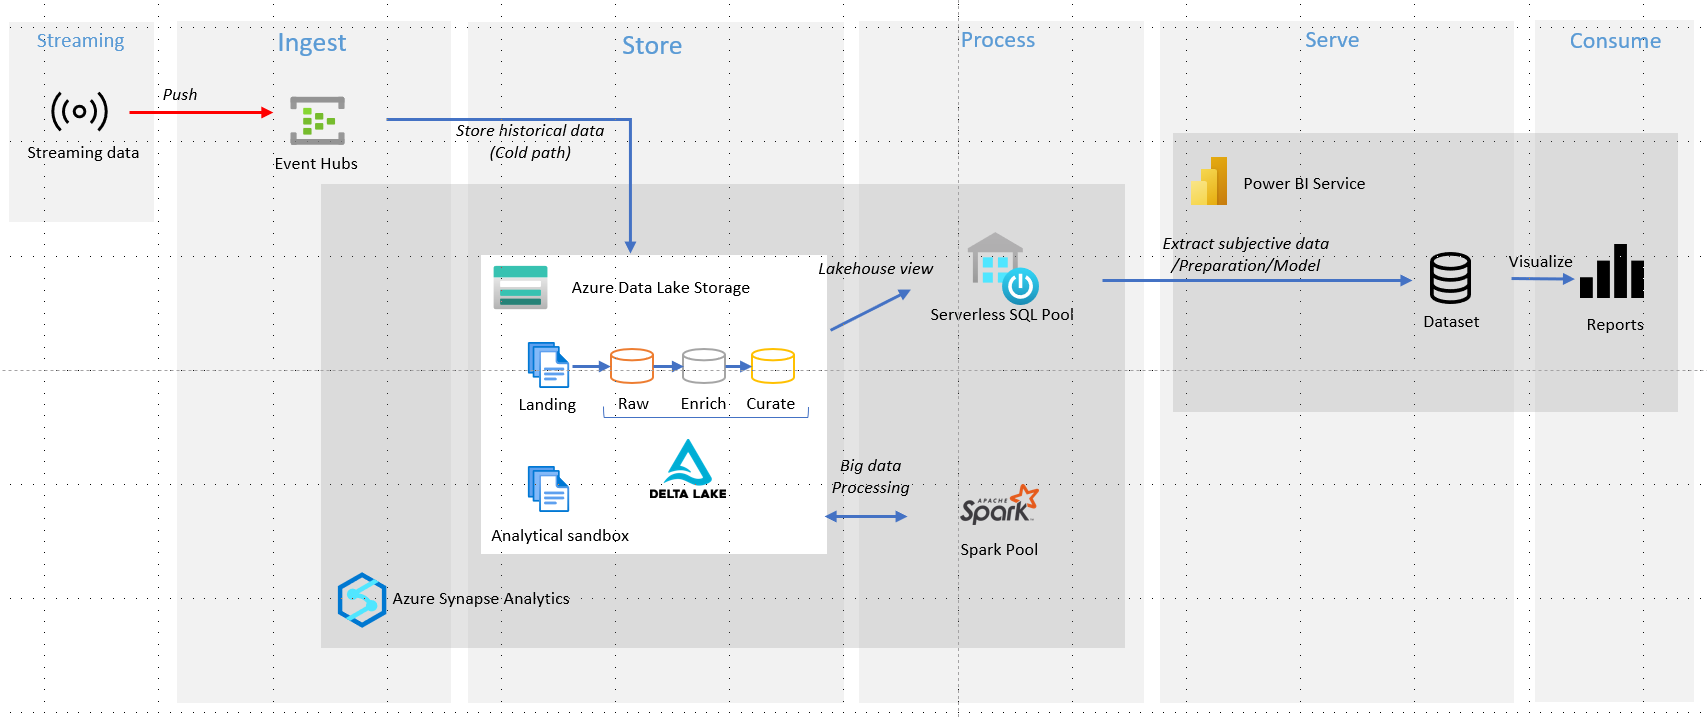 Streaming
Ingest
Store
Process
Serve
Consume
Push
Streaming data
Event Hubs
Store historical data
(Cold path)
Power BI Service
Azure Data Lake Storage
Lakehouse view
Serverless SQL Pool
Extract subjective data
/Preparation/Model
Dataset
Visualize
Reports
Landing
Raw
Enrich
Curate
DELTA LAKE
Analytical sandbox
Big data
Processing
APACHE
Spark
Spark Pool
Azure Synapse Analytics